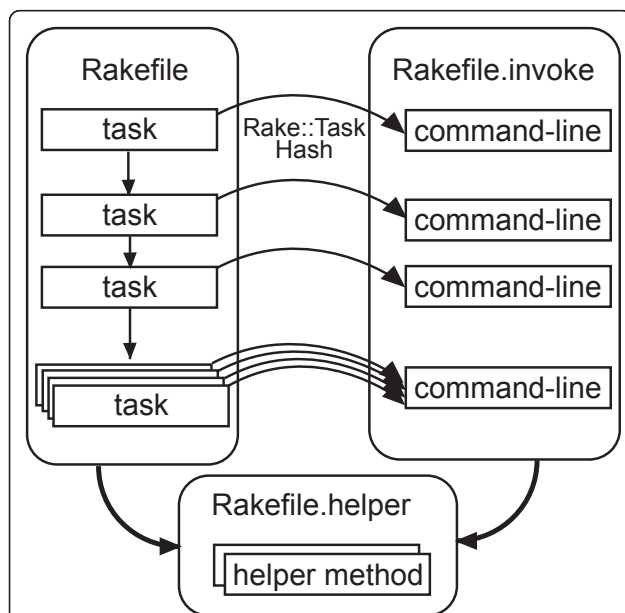 Rakefile
Rakefile.invoke
task
Rake::Task
Hash
command-line
task
command-line
task
command-line
task
command-line
Rakefile.helper
helper method